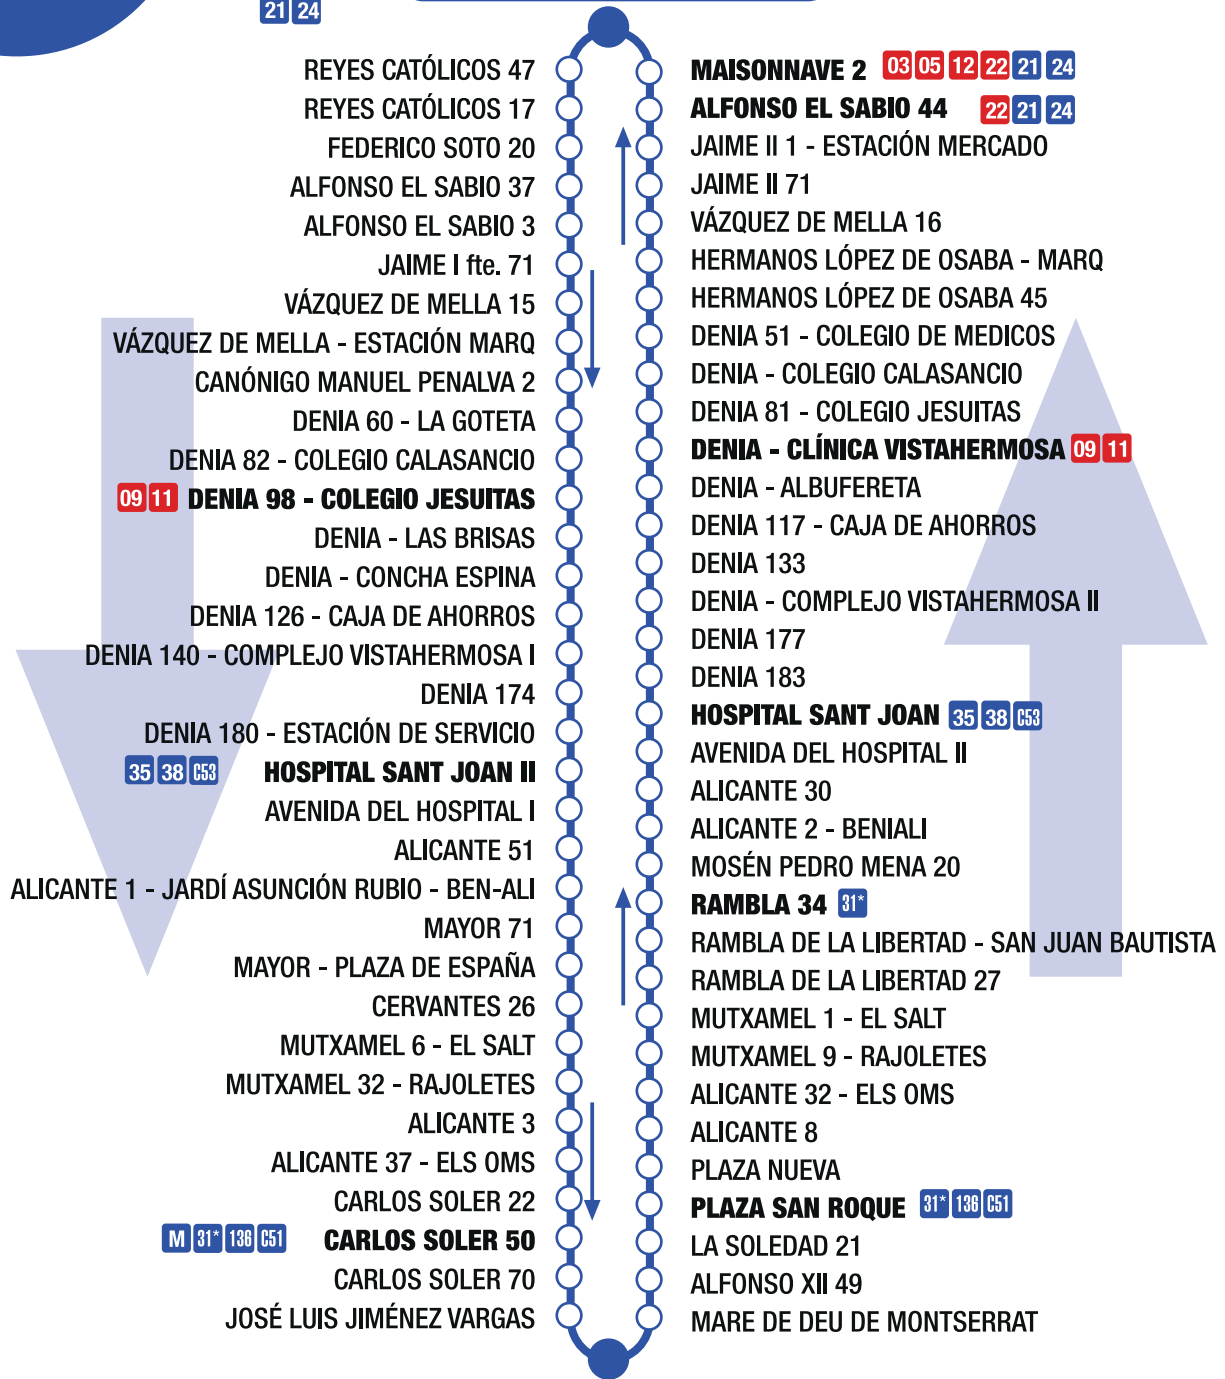 21 24
REYES CATÓLICOS 47
REYES CATÓLICOS 17
FEDERICO SOTO 20
ALFONSO EL SABIO 37
ALFONSO EL SABIO 3
JAIME I fte. 71
VÁZQUEZ DE MELLA 15
VÁZQUEZ DE MELLA - ESTACIÓN MARQ
CANÓNIGO MANUEL PENALVA 2
DENIA 60 - LA GOTETA
DENIA 82 - COLEGIO CALASANCIO
09 11 DENIA 98 - COLEGIO JESUITAS
DENIA - LAS BRISAS
DENIA - CONCHA ESPINA
DENIA 126 - CAJA DE AHORROS
DENIA 140 - COMPLEJO VISTAHERMOSA I
DENIA 174
DENIA 180 - ESTACIÓN DE SERVICIO
35 38 C53 HOSPITAL SANT JOAN II
AVENIDA DEL HOSPITAL I
ALICANTE 51
ALICANTE 1 - JARDÍ ASUNCIÓN RUBIO - BEN-ALI
MAYOR 71
MAYOR - PLAZA DE ESPAÑA
CERVANTES 26
MUTXAMEL 6 - EL SALT
MUTXAMEL 32 - RAJOLETES
ALICANTE 3
ALICANTE 37 - ELS OMS
CARLOS SOLER 22
M 31* 136 C51 CARLOS SOLER 50
CARLOS SOLER 70
JOSÉ LUIS JIMÉNEZ VARGAS
MAISONNAVE 2 03 05 12 22 21 24
ALFONSO EL SABIO 44 22 21 24
JAIME II 1 - ESTACIÓN MERCADO
JAIME II 71
VÁZQUEZ DE MELLA 16
HERMANOS LÓPEZ DE OSABA - MARQ
HERMANOS LÓPEZ DE OSABA 45
DENIA 51 - COLEGIO DE MEDICOS
DENIA - COLEGIO CALASANCIO
DENIA 81 - COLEGIO JESUITAS
DENIA - CLÍNICA VISTAHERMOSA 09 11
DENIA - ALBUFERETA
DENIA 117 - CAJA DE AHORROS
DENIA 133
DENIA - COMPLEJO VISTAHERMOSA II
DENIA 177
DENIA 183
HOSPITAL SANT JOAN 35 38 C53
AVENIDA DEL HOSPITAL II
ALICANTE 30
ALICANTE 2 - BENIALI
MOSÉN PEDRO MENA 20
RAMBLA 34 31*
RAMBLA DE LA LIBERTAD - SAN JUAN BAUTISTA
RAMBLA DE LA LIBERTAD 27
MUTXAMEL 1 - EL SALT
MUTXAMEL 9 - RAJOLETES
ALICANTE 32 - ELS OMS
ALICANTE 8
PLAZA NUEVA
PLAZA SAN ROQUE 31* 136 C51
LA SOLEDAD 21
ALFONSO XII 49
MARE DE DEU DE MONTSERRAT